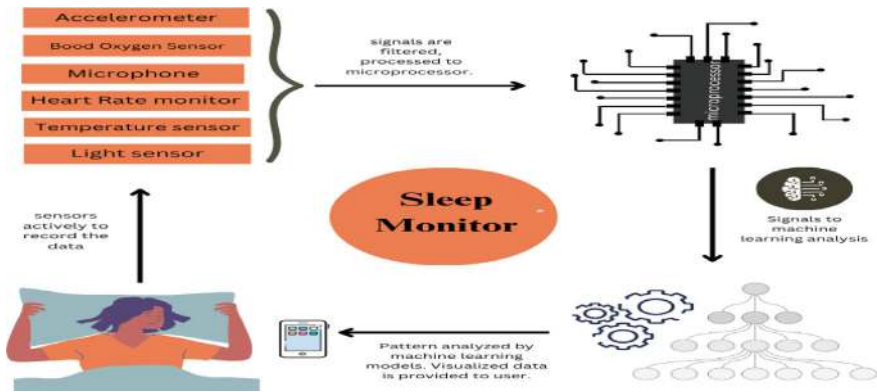 Accelerometer
Bood Oxygen Sensor
Microphone
Heart Rate monitor
Temperature sensor
Light sensor
signals are
filtered,
processed to
microprocessor.
microprocessor
Sleep
Monitor
sensors
actively to
record the
data
Signals to
machine
learning analysis
Pattern analyzed by
machine learning
models. Visualized data
is provided to user.